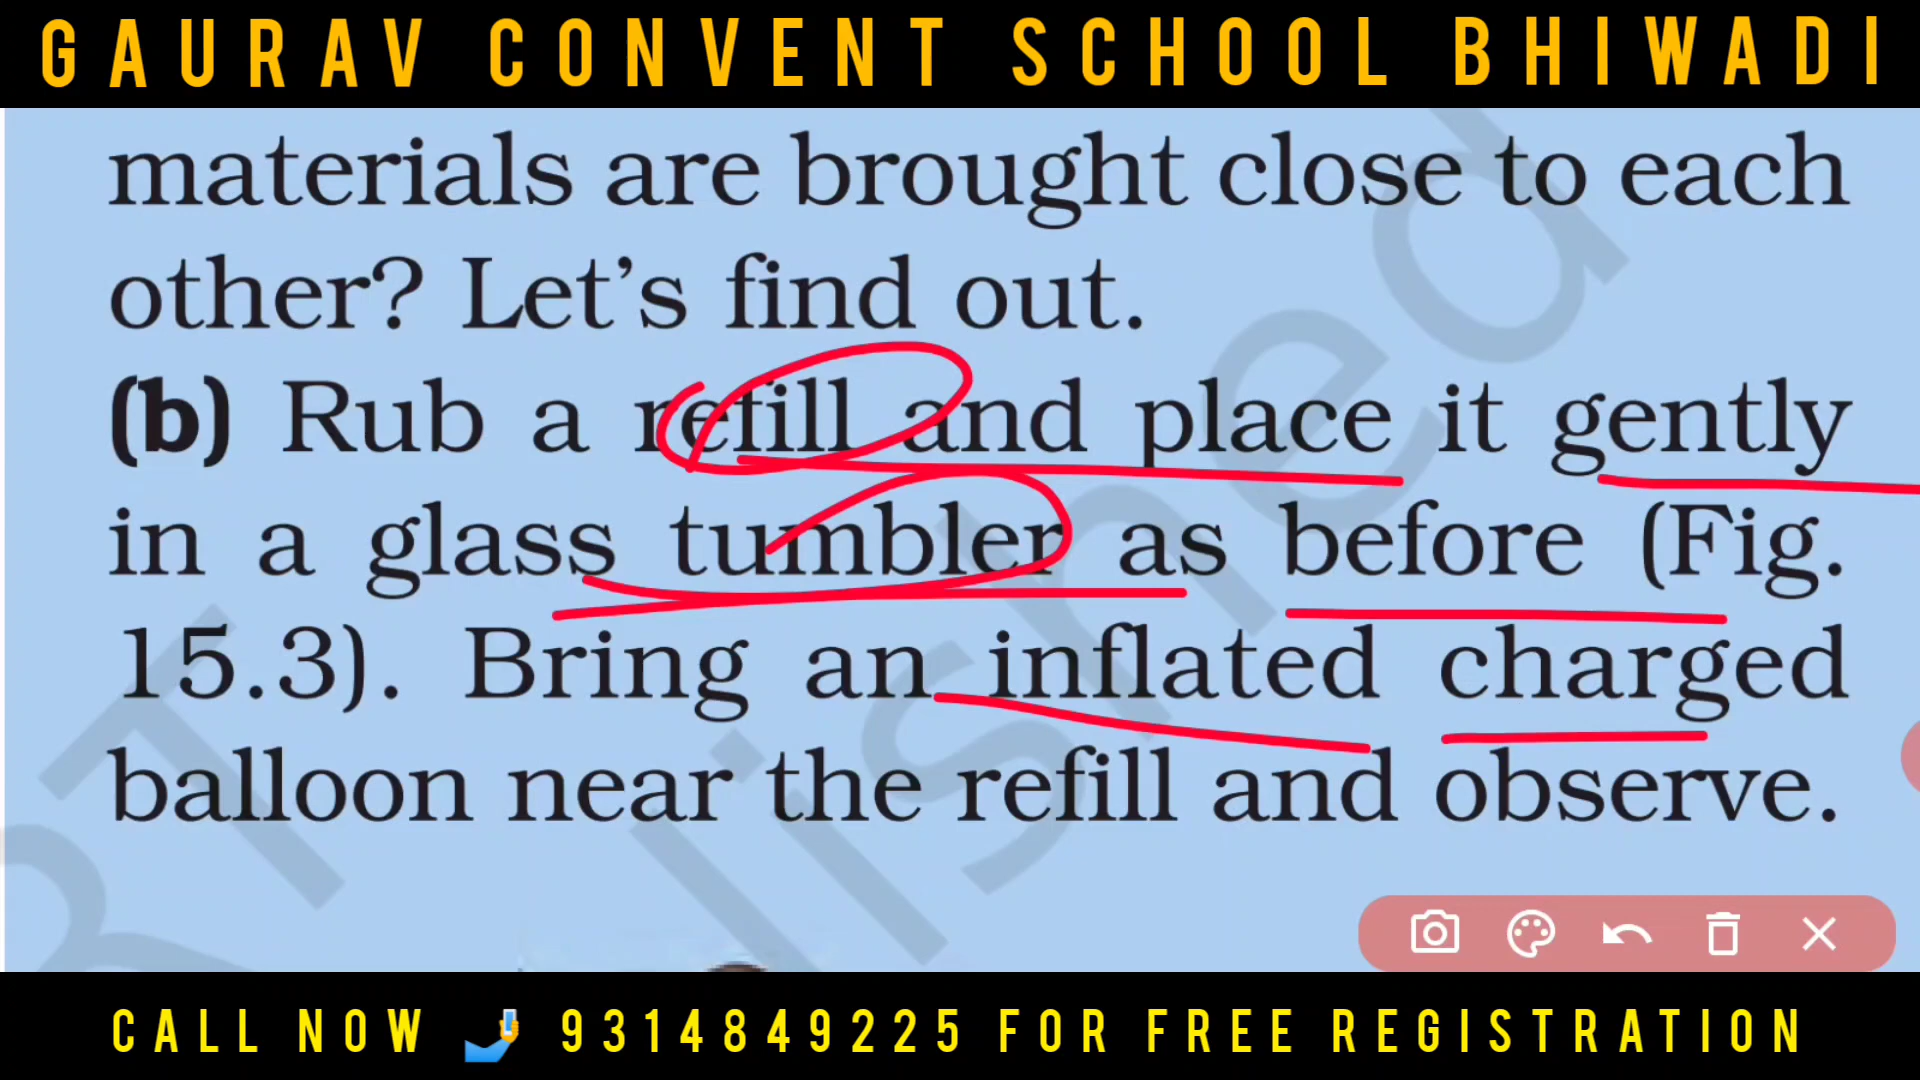 GAURAV CONVENT SCHOOL BHIWADI
materials are brought close to each
other? Let's find out.
(b) Rub a refill and place it gently
in a glass tumbler as before (Fig.
15.3). Bring an inflated charged
balloon near the refill and observe.
CALL NOW 9314849225 FOR FREE REGISTRATION